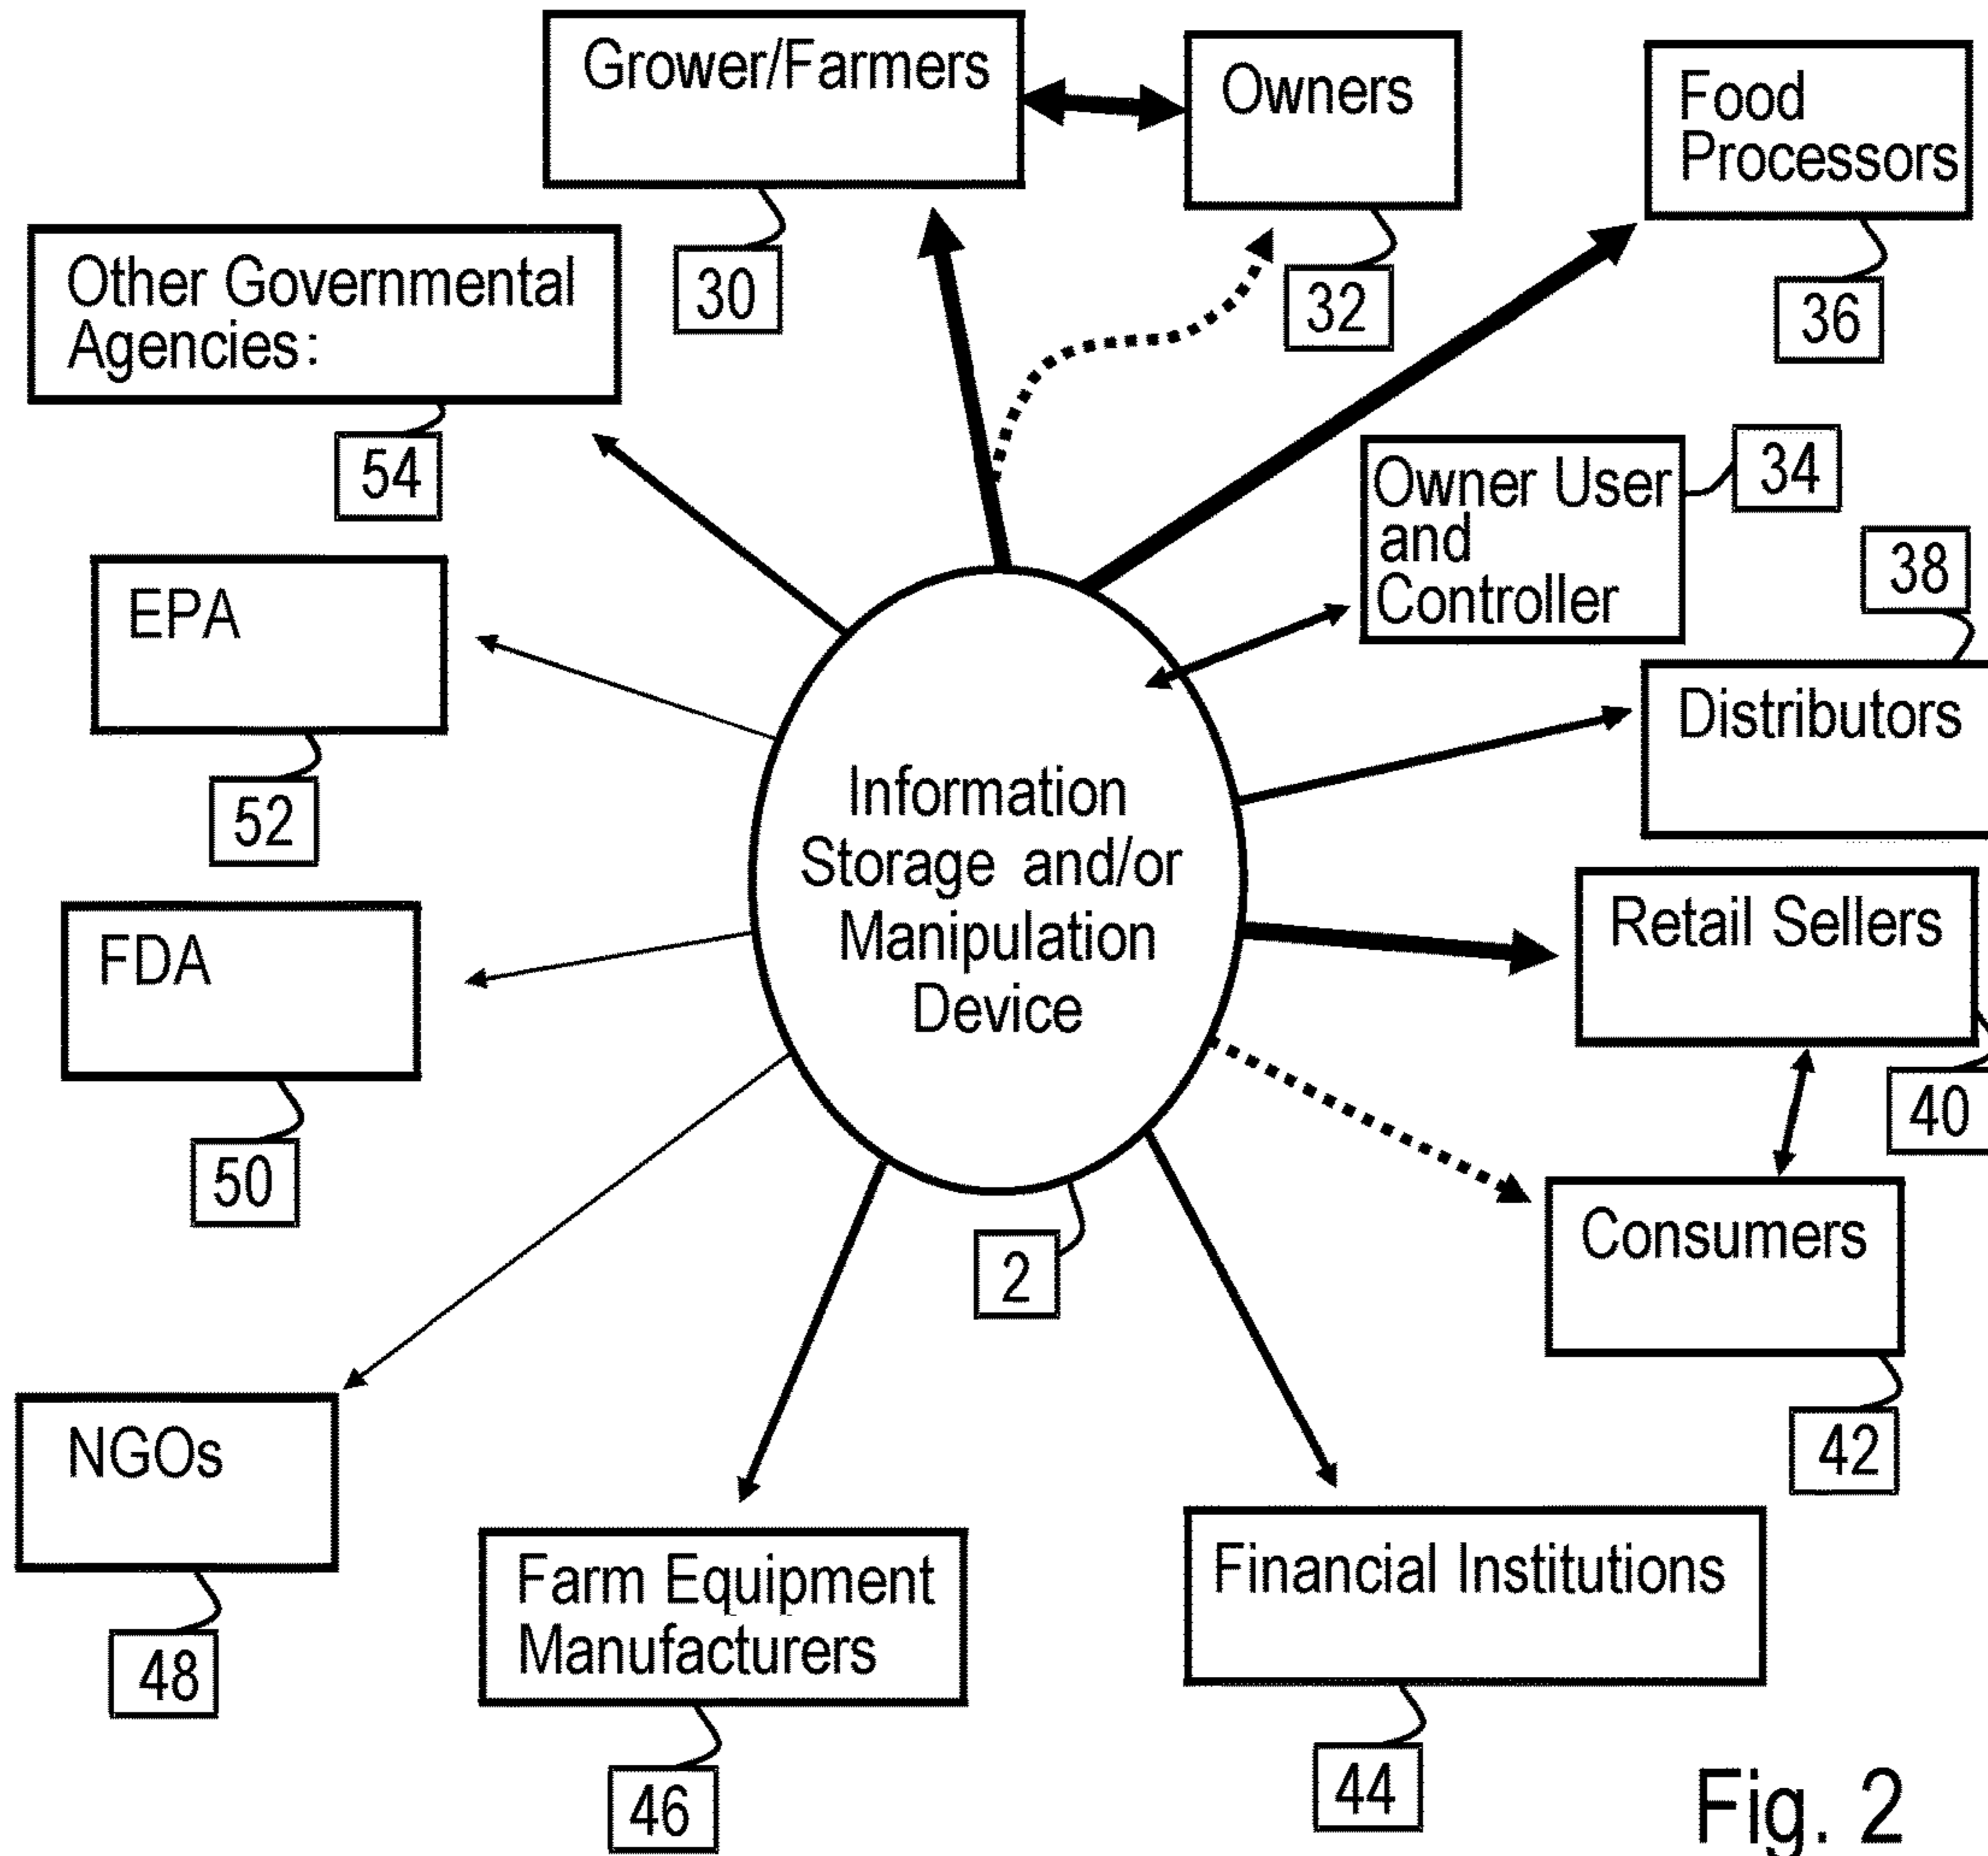 Grower/Farmers
Owners
Food
Processors
30
32
36
Other Governmental
Agencies:
54
Owner User
and
Controller
34
38
EPA
52
Distributors
Information
Storage and/or
Manipulation
Device
2
Retail Sellers
40
FDA
50
Consumers
42
NGOs
48
Farm Equipment
Manufacturers
46
Financial Institutions
44
Fig. 2